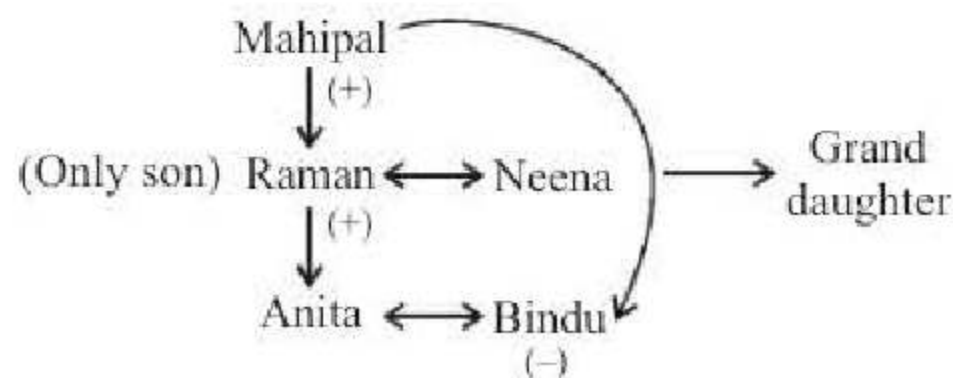 Mahipal
(+)
(Only son) Raman Neena
Grand
daughter
(+)
Anita Bindu
(–)